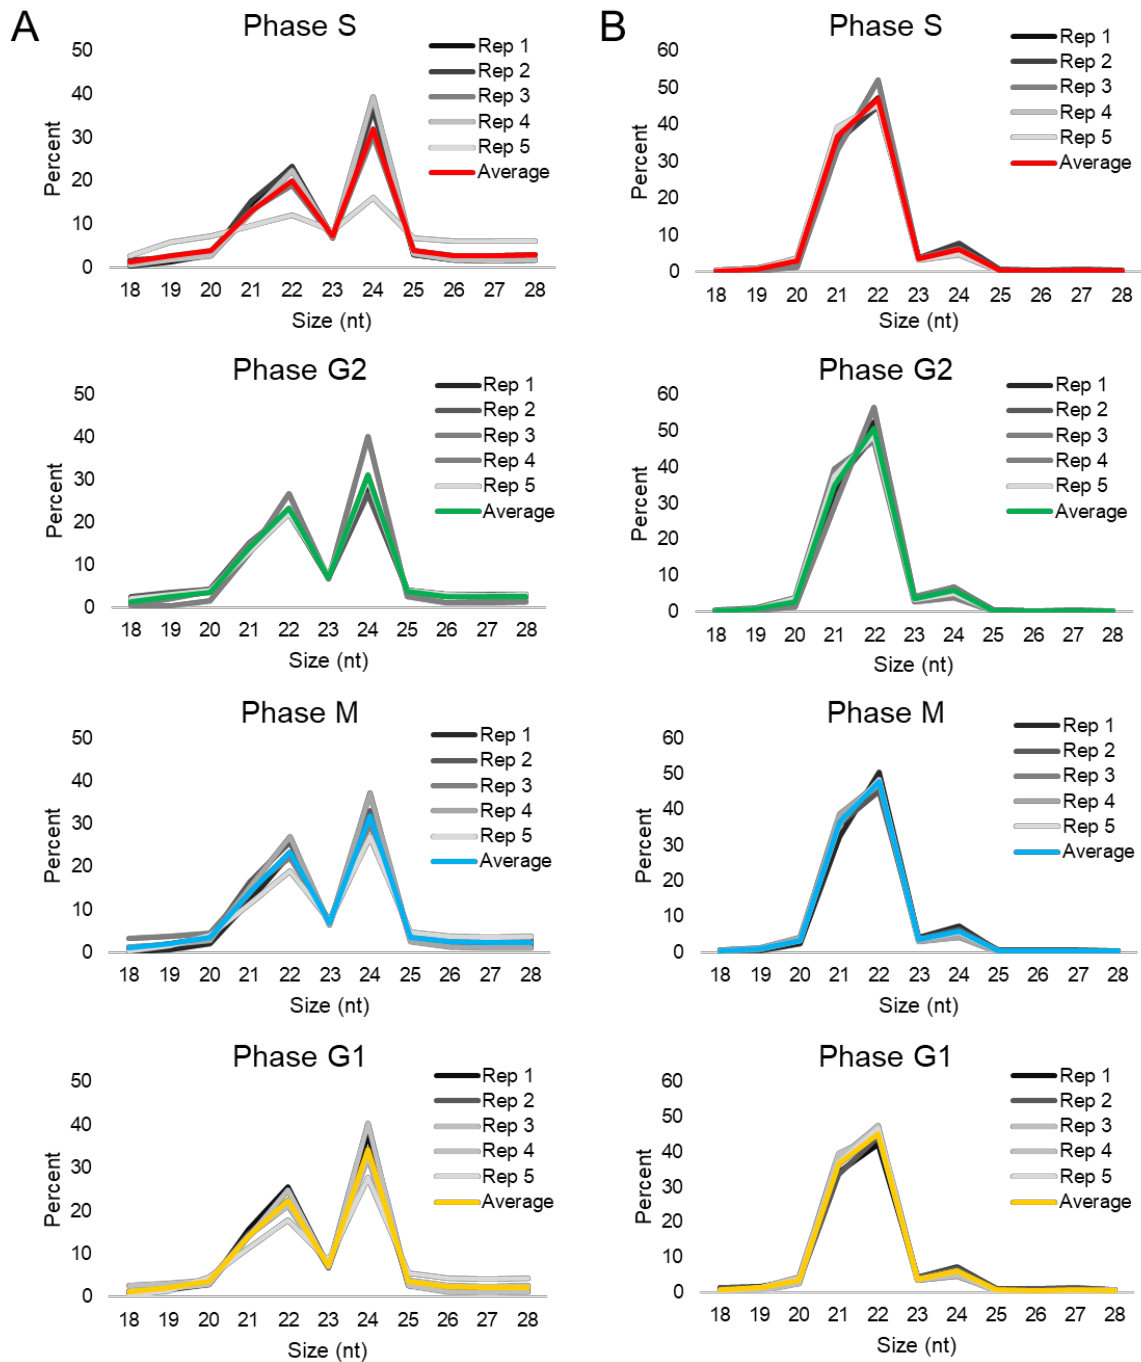 A
Phase S
50
40
30
20
10
0
Percent
18 19 20 21 22 23 24 25 26 27 28
Size (nt)
Rep 1
Rep 2
Rep 3
Rep 4
Rep 5
Average
Phase G2
50
40
30
20
10
0
Percent
18 19 20 21 22 23 24 25 26 27 28
Size (nt)
Rep 1
Rep 2
Rep 3
Rep 4
Rep 5
Average
Phase M
50
40
30
20
10
0
Percent
18 19 20 21 22 23 24 25 26 27 28
Size (nt)
Rep 1
Rep 2
Rep 3
Rep 4
Rep 5
Average
Phase G1
50
40
30
20
10
0
Percent
18 19 20 21 22 23 24 25 26 27 28
Size (nt)
Rep 1
Rep 2
Rep 3
Rep 4
Rep 5
Average
B
Phase S
60
50
40
30
20
10
0
Percent
18 19 20 21 22 23 24 25 26 27 28
Size (nt)
Rep 1
Rep 2
Rep 3
Rep 4
Rep 5
Average
Phase G2
60
50
40
30
20
10
0
Percent
18 19 20 21 22 23 24 25 26 27 28
Size (nt)
Rep 1
Rep 2
Rep 3
Rep 4
Rep 5
Average
Phase M
60
50
40
30
20
10
0
Percent
18 19 20 21 22 23 24 25 26 27 28
Size (nt)
Rep 1
Rep 2
Rep 3
Rep 4
Rep 5
Average
Phase G1
60
50
40
30
20
10
0
Percent
18 19 20 21 22 23 24 25 26 27 28
Size (nt)
Rep 1
Rep 2
Rep 3
Rep 4
Rep 5
Average